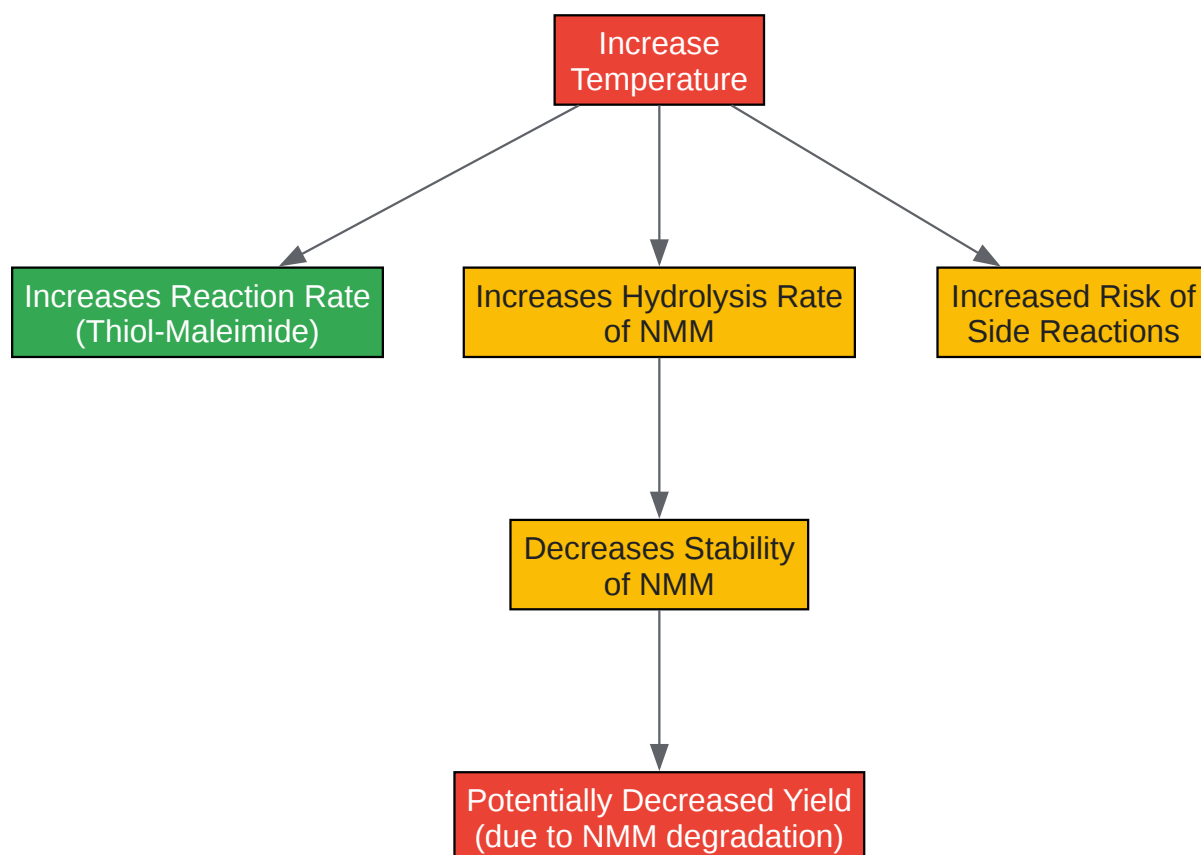 Increase
Temperature
Increases Reaction Rate
(Thiol-Maleimide)
Increases Hydrolysis Rate
of NMM
Increased Risk of
Side Reactions
Decreases Stability
of NMM
Potentially Decreased Yield
(due to NMM degradation)